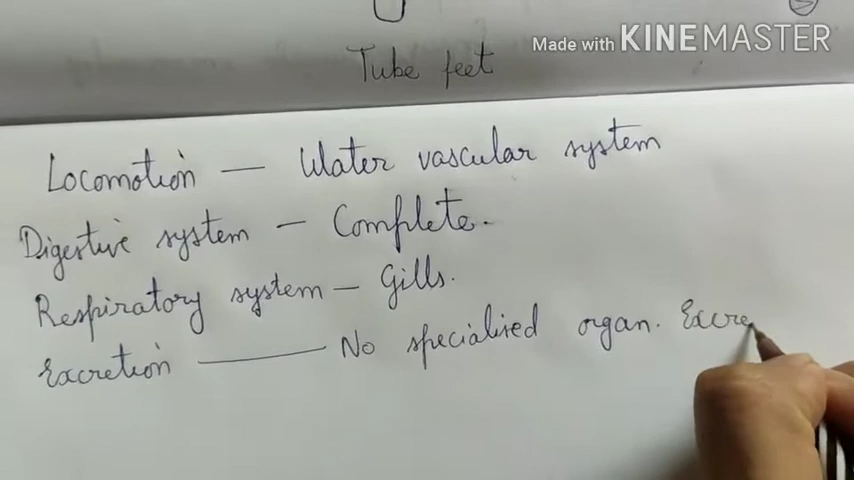 Made with KINEMASTER
Tube feet
Locomotion — Water vascular system
Digestive system – Complete.
Respiratory system – Gills.
Excretion — No specialised organ. Excre